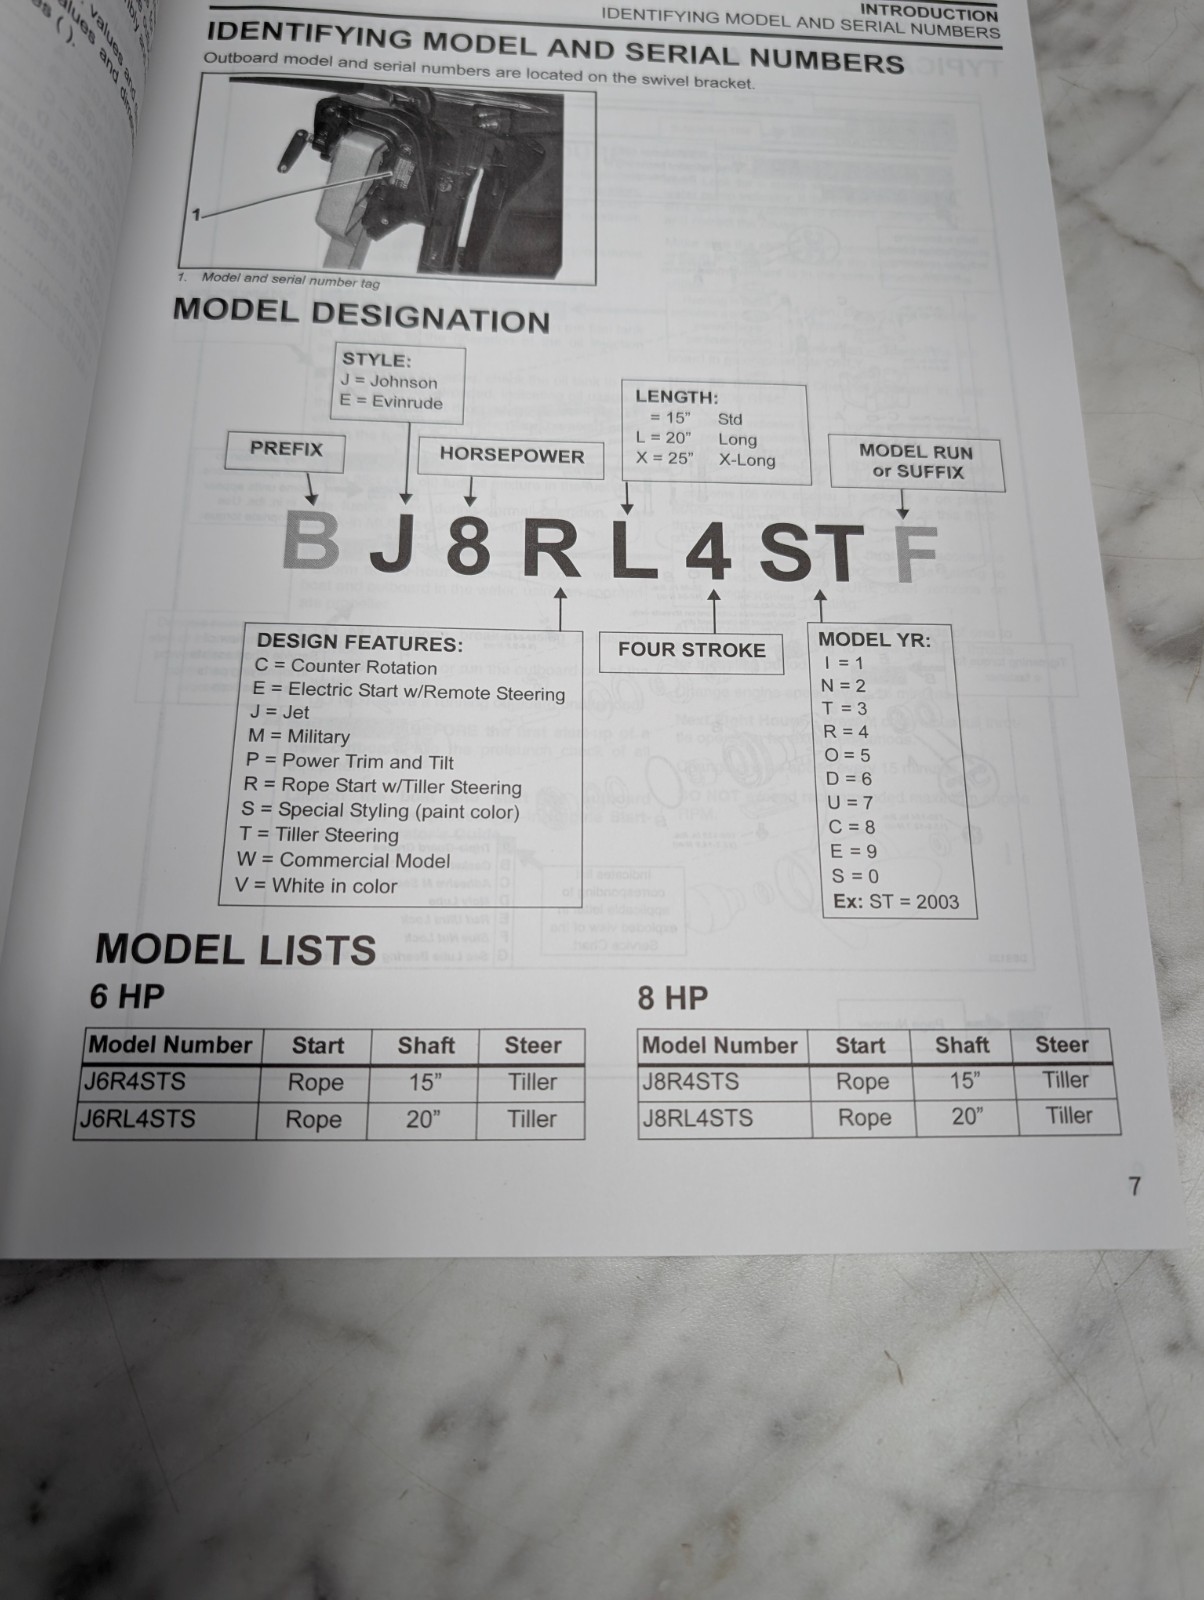 values and
alues and dime
es ( ).
INTRODUCTION
IDENTIFYING MODEL AND SERIAL NUMBERS
IDENTIFYING MODEL AND SERIAL NUMBERS
Outboard model and serial numbers are located on the swivel bracket.
1
1. Model and serial number tag
MODEL DESIGNATION
STYLE:
J = Johnson
E = Evinrude
LENGTH:
= 15" Std
L = 20" Long
X = 25" X-Long
PREFIX
HORSEPOWER
MODEL RUN
or SUFFIX
B J 8 R L 4 ST F
DESIGN FEATURES:
C = Counter Rotation
E = Electric Start w/Remote Steering
J = Jet
M = Military
P = Power Trim and Tilt
R = Rope Start w/Tiller Steering
S = Special Styling (paint color)
T = Tiller Steering
W = Commercial Model
V = White in color
FOUR STROKE
MODEL YR:
I = 1
N = 2
T = 3
R = 4
O = 5
D = 6
U = 7
C = 8
E = 9
S = 0
Ex: ST = 2003
MODEL LISTS
6 HP
Model Number Start Shaft Steer
J6R4STS Rope 15" Tiller
J6RL4STS Rope 20" Tiller
8 HP
Model Number Start Shaft Steer
J8R4STS Rope 15" Tiller
J8RL4STS Rope 20" Tiller
7